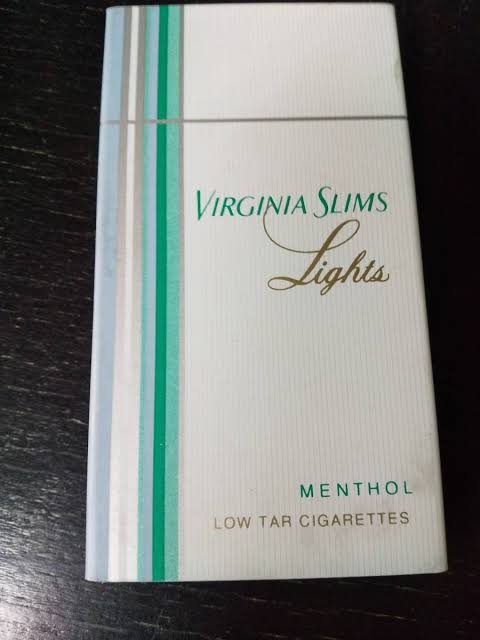 VIRGINIA SLIMS
Lights
MENTHOL
LOW TAR CIGARETTES